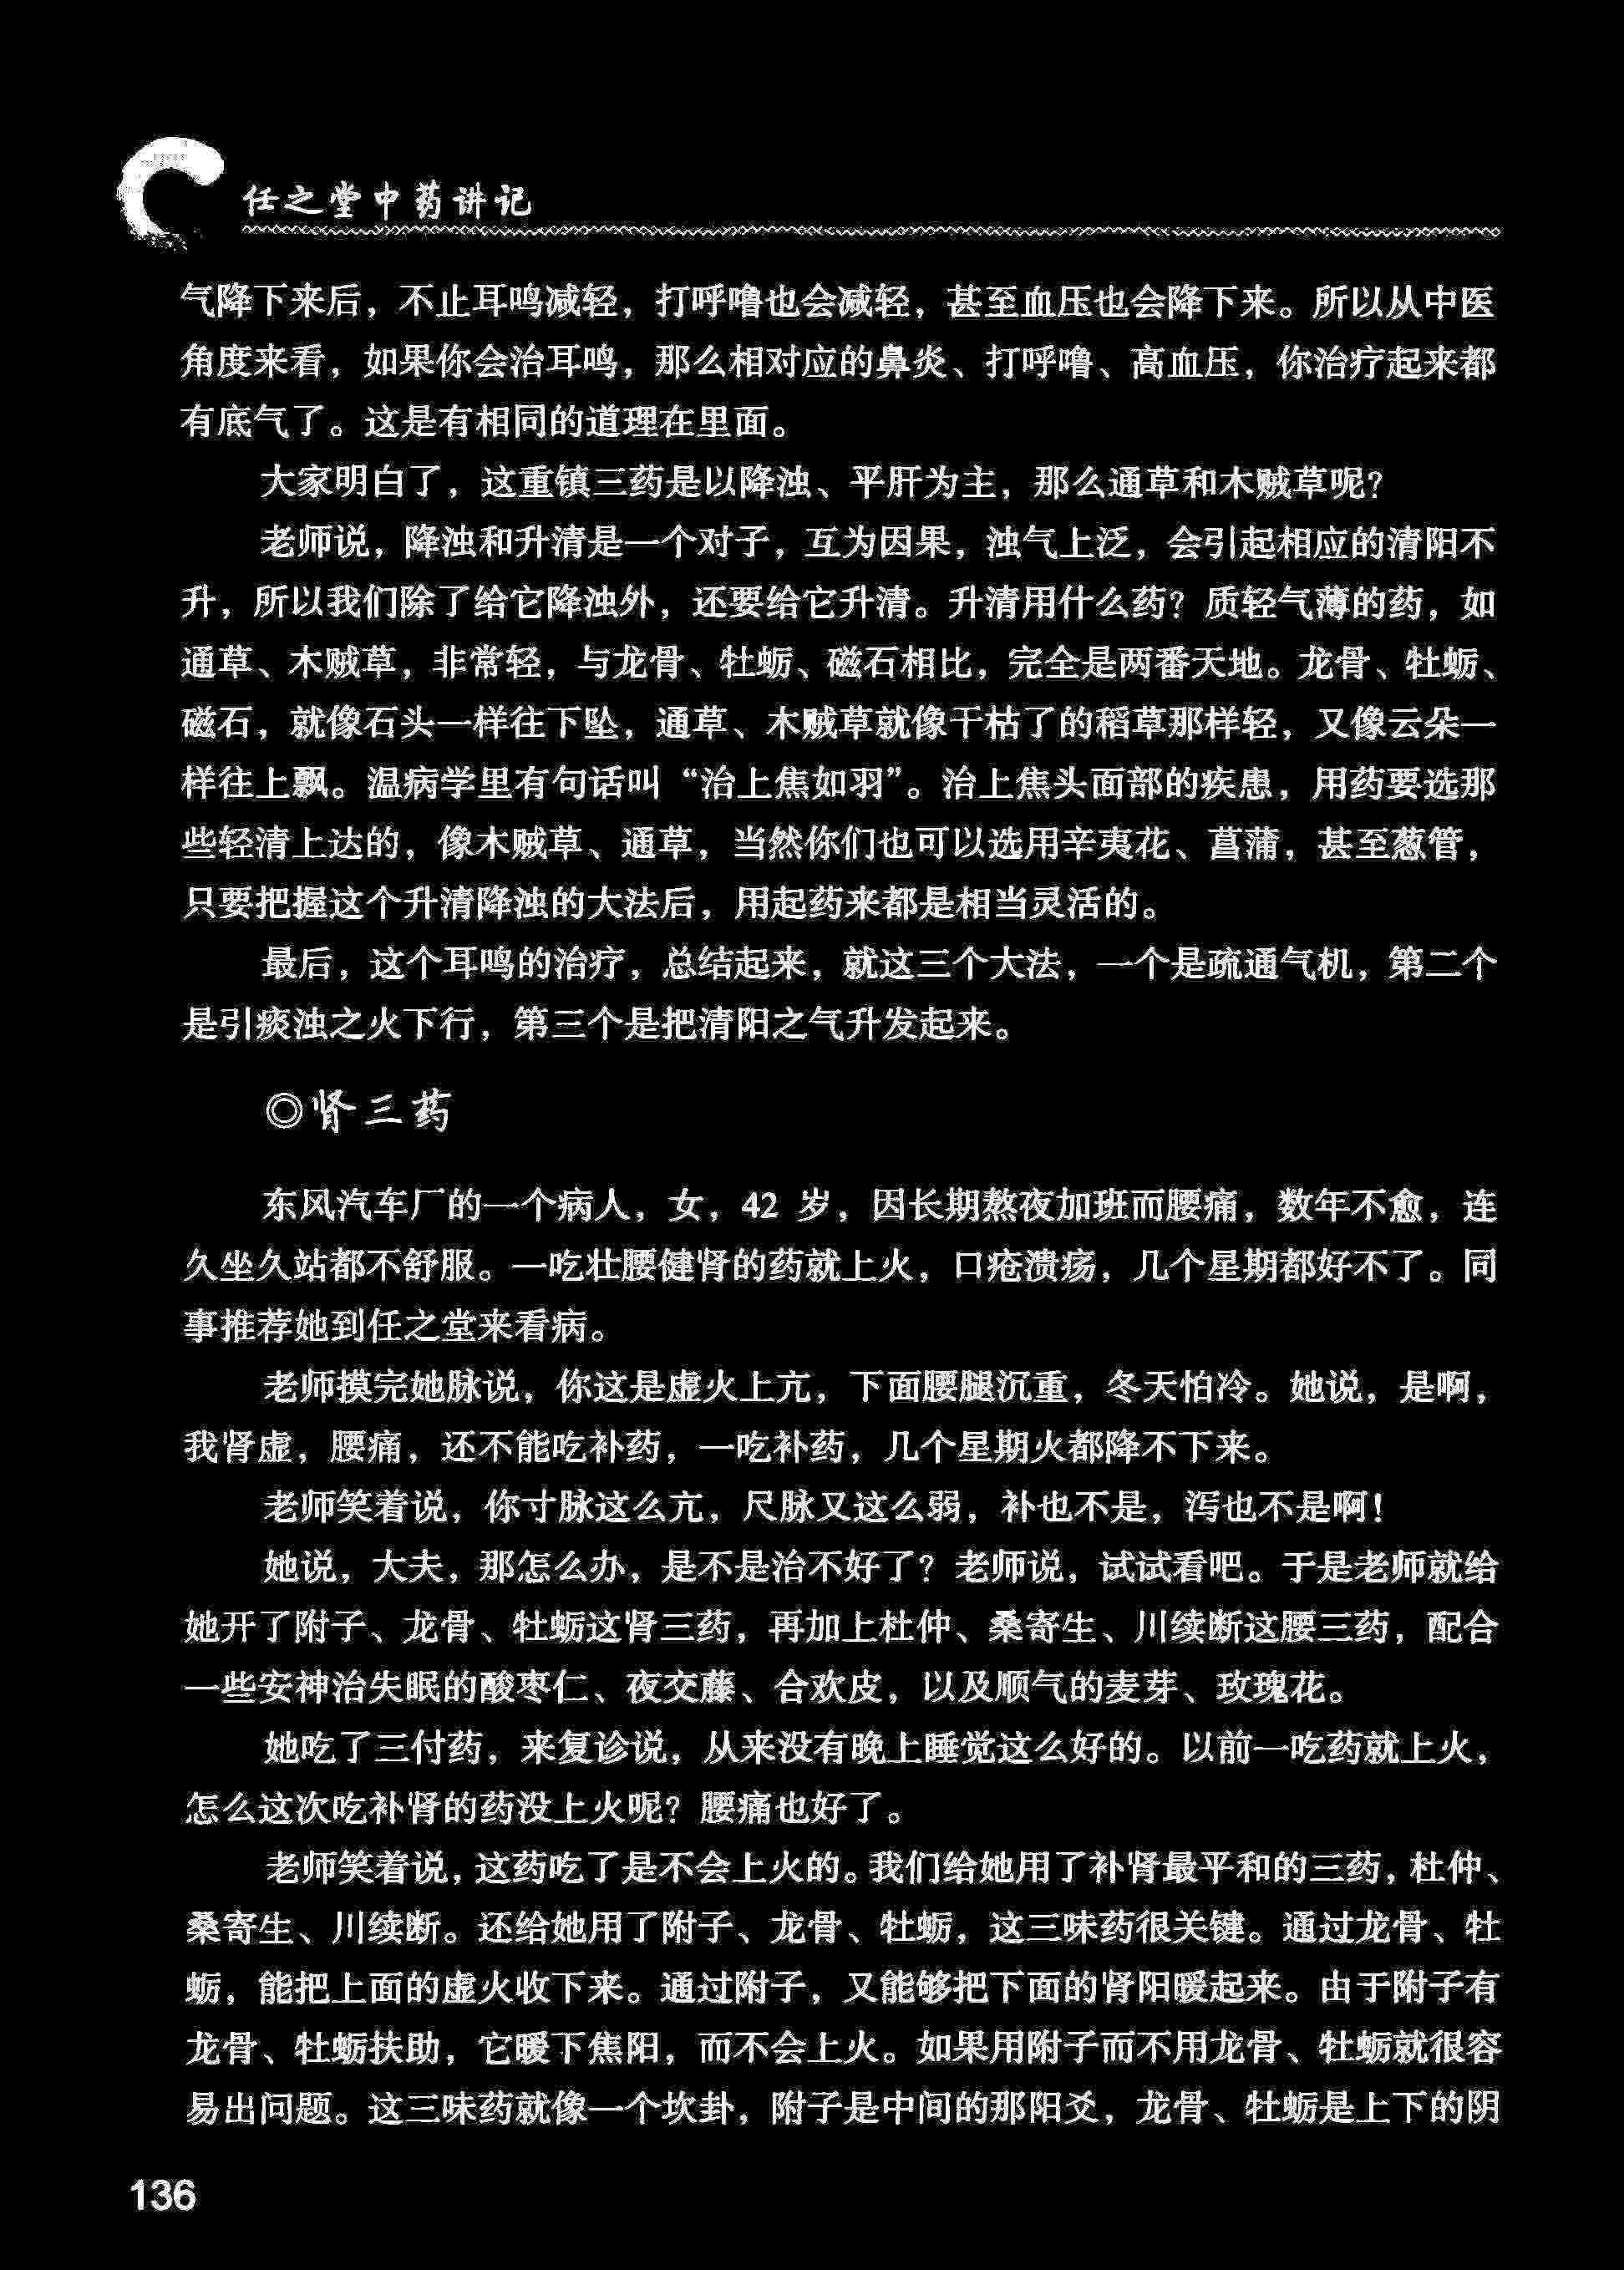 任之堂中药讲记
气降下来后，不止耳鸣减轻，打呼噜也会减轻，甚至血压也会降下来。所以从中医
角度来看，如果你会治耳鸣，那么相对应的鼻炎、打呼噜、高血压，你治疗起来都
有底气了。这是有相同的道理在里面。
大家明白了，这重镇三药是以降浊、平肝为主，那么通草和木贼草呢？
老师说，降浊和升清是一个对子，互为因果，浊气上泛，会引起相应的清阳不
升，所以我们除了给它降浊外，还要给它升清。升清用什么药？质轻气薄的药，如
通草、木贼草，非常轻，与龙骨、牡蛎、磁石相比，完全是两番天地。龙骨、牡蛎、
磁石，就像石头一样往下坠，通草、木贼草就像干枯了的稻草那样轻，又像云朵一
样往上飘。温病学里有句话叫“治上焦如羽”。治上焦头面部的疾患，用药要选那
些轻清上达的，像木贼草、通草，当然你们也可以选用辛夷花、菖蒲，甚至葱管，
只要把握这个升清降浊的大法后，用起药来都是相当灵活的。
最后，这个耳鸣的治疗，总结起来，就这三个大法，一个是疏通气机，第二个
是引痰浊之火下行，第三个是把清阳之气升发起来。
◎肾三药
东风汽车厂的一个病人，女，42 岁，因长期熬夜加班而腰痛，数年不愈，连
久坐久站都不舒服。一吃壮腰健肾的药就上火，口疮溃疡，几个星期都好不了。同
事推荐她到任之堂来看病。
老师摸完她脉说，你这是虚火上亢，下面腰腿沉重，冬天怕冷。她说，是啊，
我肾虚，腰痛，还不能吃补药，一吃补药，几个星期火都降不下来。
老师笑着说，你寸脉这么亢，尺脉又这么弱，补也不是，泻也不是啊！
她说，大夫，那怎么办，是不是治不好了？老师说，试试看吧。于是老师就给
她开了附子、龙骨、牡蛎这肾三药，再加上杜仲、桑寄生、川续断这腰三药，配合
一些安神治失眠的酸枣仁、夜交藤、合欢皮，以及顺气的麦芽、玫瑰花。
她吃了三付药，来复诊说，从来没有晚上睡觉这么好的。以前一吃药就上火，
怎么这次吃补肾的药没上火呢？腰痛也好了。
老师笑着说，这药吃了是不会上火的。我们给她用了补肾最平和的三药，杜仲、
桑寄生、川续断。还给她用了附子、龙骨、牡蛎，这三味药很关键。通过龙骨、牡
蛎，能把上面的虚火收下来。通过附子，又能够把下面的肾阳暖起来。由于附子有
龙骨、牡蛎扶助，它暖下焦阳，而不会上火。如果用附子而不用龙骨、牡蛎就很容
易出问题。这三味药就像一个坎卦，附子是中间的那阳爻，龙骨、牡蛎是上下的阴
136